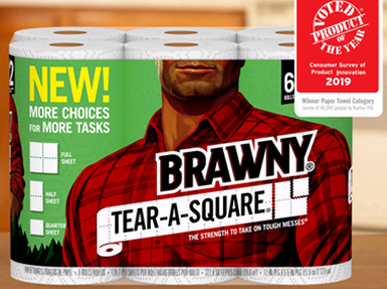 VOTED
PRODUCT
OF THE YEAR
Consumer Survey of
Product Innovation
2019
Winner Paper Towel Category
NEW!
MORE CHOICES
FOR MORE TASKS
FULL
SHEET
HALF
SHEET
QUARTER
SHEET
6
ROLLS
BRAWNY®
TEAR-A-SQUARE®
THE STRENGTH TO TAKE ON TOUGH MESSES